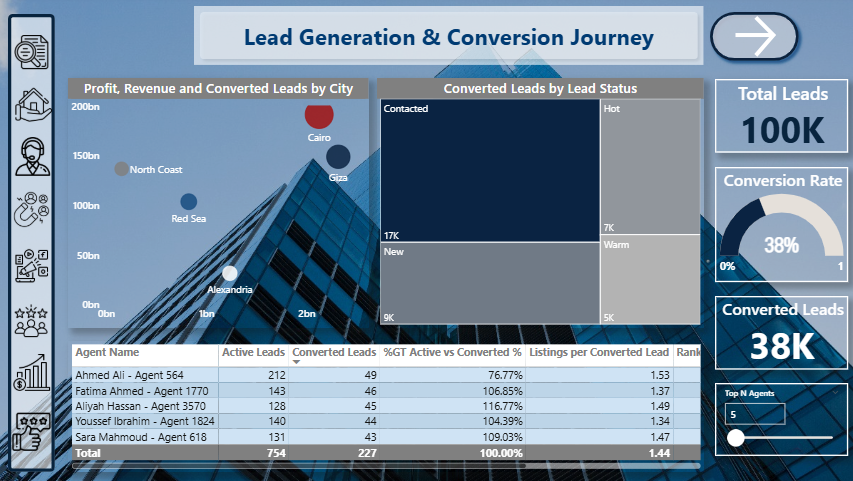 Lead Generation & Conversion Journey
Profit, Revenue and Converted Leads by City
200bn
150bn
100bn
50bn
0bn
0bn
1bn
2bn
Cairo
Giza
North Coast
Red Sea
Alexandria
Converted Leads by Lead Status
Contacted
17K
Hot
7K
New
9K
Warm
5K
Total Leads
100K
Conversion Rate
38%
0% 1
Converted Leads
38K
Top N Agents
5
Agent Name Active Leads Converted Leads %GT Active vs Converted % Listings per Converted Lead Rank
Ahmed Ali - Agent 564 212 49 76.77% 1.53
Fatima Ahmed - Agent 1770 143 46 106.85% 1.37
Aliyah Hassan - Agent 3570 128 45 116.77% 1.49
Youssef Ibrahim - Agent 1824 140 44 104.39% 1.34
Sara Mahmoud - Agent 618 131 43 109.03% 1.47
Total 754 227 100.00% 1.44